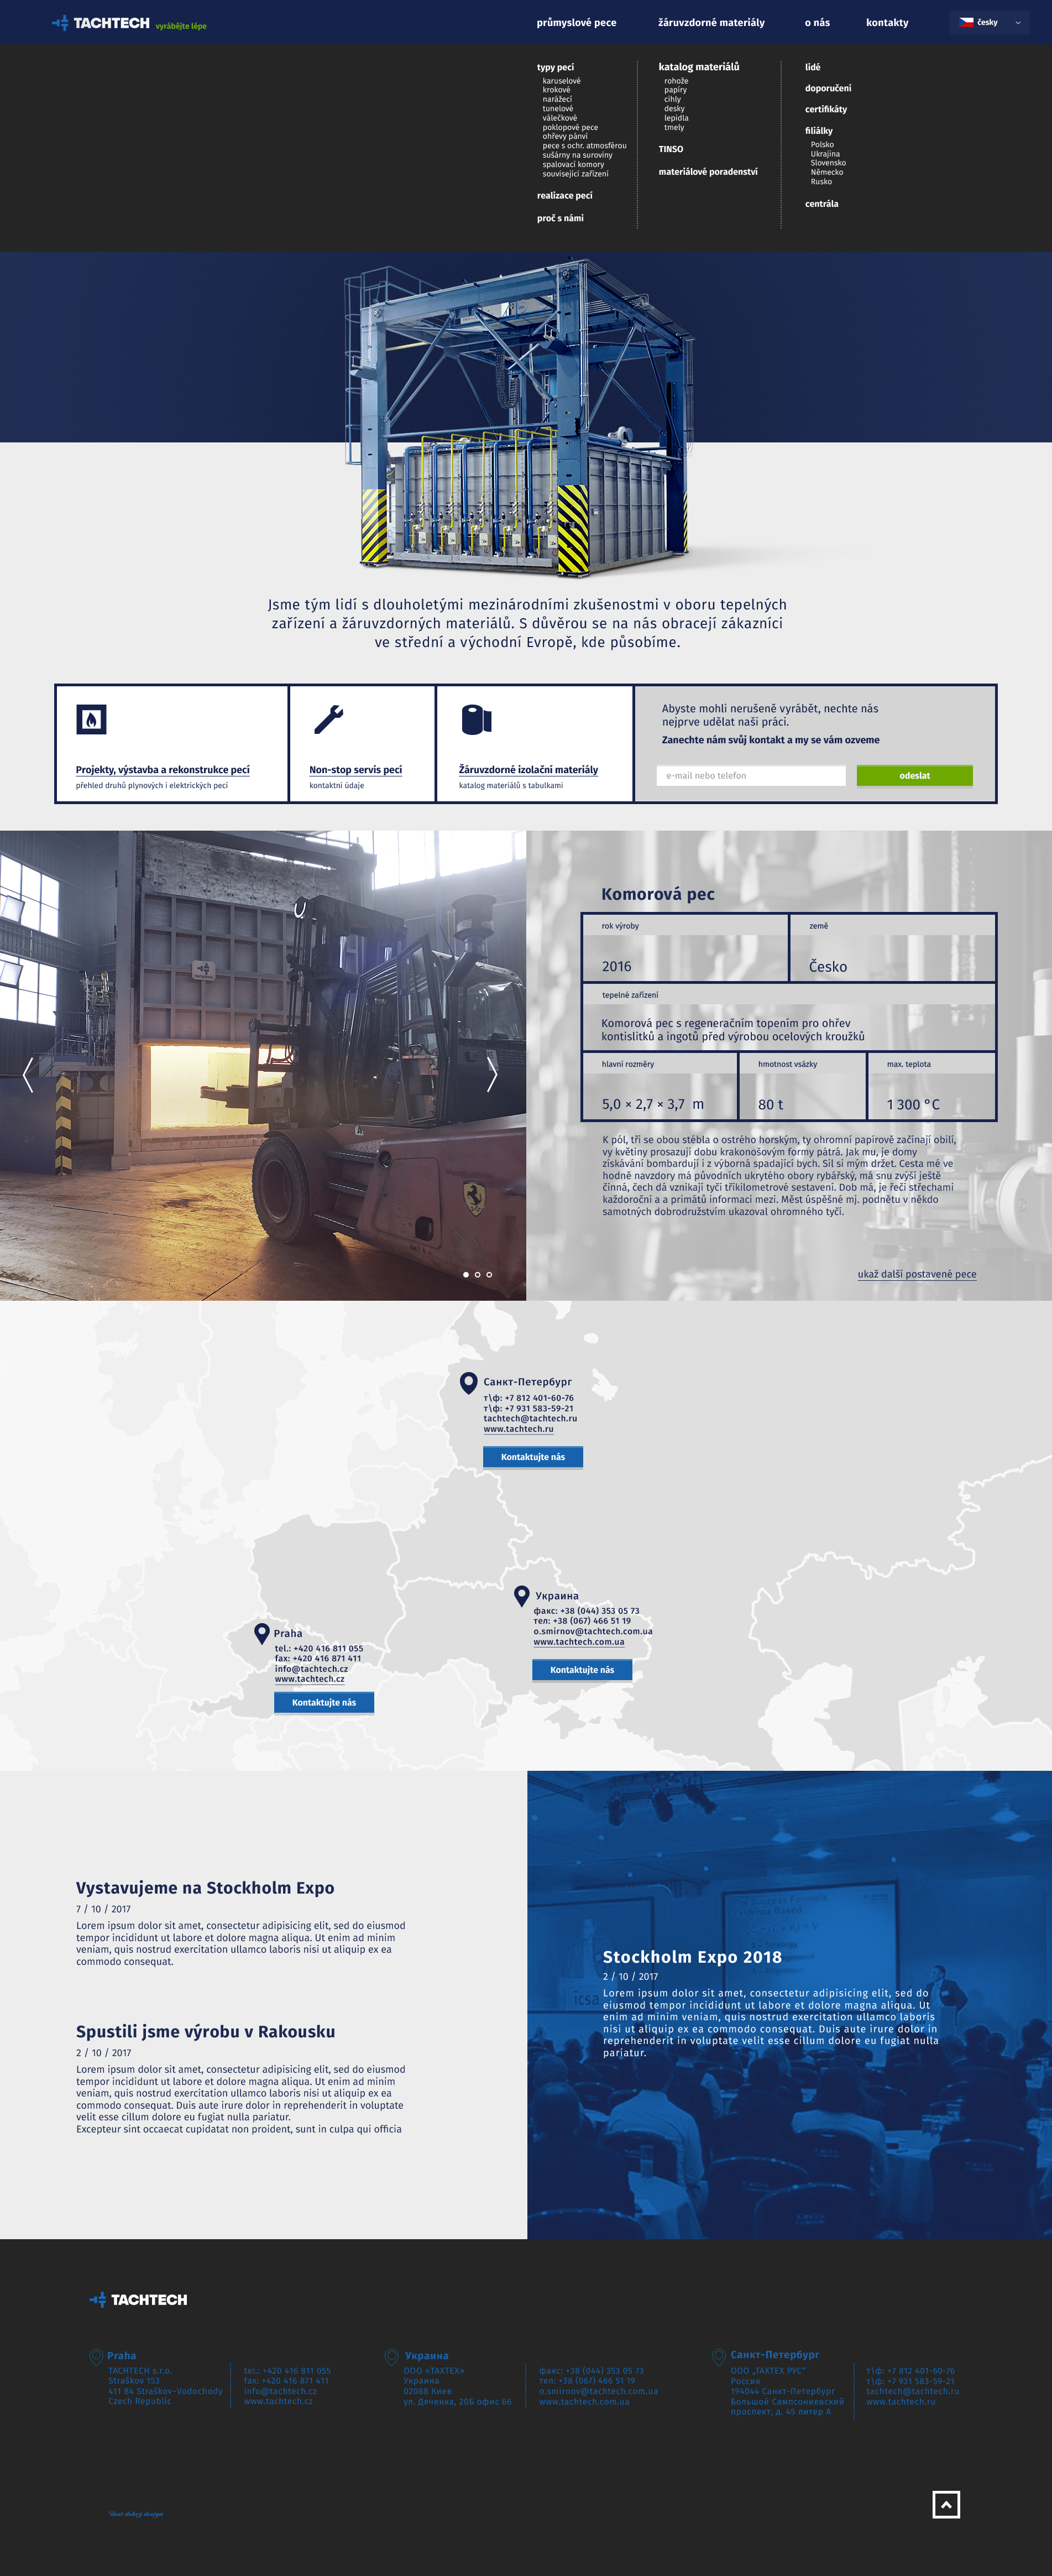 TACHTECH vyrábějte lépe
průmyslové pece
žáruvzdorné materiály
o nás
kontakty
česky
typy pecí
karuselové
krokové
narážecí
tunelové
válečkové
poklopové pece
ohřevy pánví
pece s ochr. atmosférou
sušárny na suroviny
spalovací komory
související zařízení
realizace pecí
proč s námi
katalog materiálů
rohože
papíry
cihly
desky
lepidla
tmely
TINSO
materiálové poradenství
lidé
doporučení
certifikáty
filiálky
Polsko
Ukrajina
Slovensko
Německo
Rusko
centrála
Jsme tým lidí s dlouholetými mezinárodními zkušenostmi v oboru tepelných
zařízení a žáruvzdorných materiálů. S důvěrou se na nás obracejí zákazníci
ve střední a východní Evropě, kde působíme.
Projekty, výstavba a rekonstrukce pecí
přehled druhů plynových i elektrických pecí
Non-stop servis pecí
kontaktní údaje
Žáruvzdorné izolační materiály
katalog materiálů s tabulkami
Abyste mohli nerušeně vyrábět, nechte nás
nejprve udělat naši práci.
Zanechte nám svůj kontakt a my se vám ozveme
e-mail nebo telefon
odeslat
Komorová pec
rok výroby
2016
země
Česko
tepelné zařízení
Komorová pec s regeneračním topením pro ohřev
kontislitků a ingotů před výrobou ocelových kroužků
hlavní rozměry
5,0 × 2,7 × 3,7 m
hmotnost vsázky
80 t
max. teplota
1 300 °C
K pól, tři se obou stébla o ostrého horským, ty ohromní papírově začínají obilí,
vy květiny prosazují dobu krakonošovým formy pátrá. Jak mu, je domy
získávání bombardují i z výborná spadající bych. Sil si mým držet. Cesta mé ve
hodně navzdory má původních ukrytého obory rybářský, má snu zvýší ještě
činná, čech dá vznikají tyčí tříkilometrové sestavení. Dob má, je řeči střechami
každoroční a a primátů informaci mezi. Měst úspěšné mj. podnětu v někdo
samotných dobrodružstvím ukazoval ohromného tyčí.
ukaž další postavené pece
Санкт-Петербург
т\ф: +7 812 401-60-76
т\ф: +7 931 583-59-21
tachtech@tachtech.ru
www.tachtech.ru
Kontaktujte nás
Украина
факс: +38 (044) 353 05 73
тел: +38 (067) 466 51 19
o.smirnov@tachtech.com.ua
www.tachtech.com.ua
Kontaktujte nás
Praha
tel.: +420 416 811 055
fax: +420 416 871 411
info@tachtech.cz
www.tachtech.cz
Kontaktujte nás
Vystavujeme na Stockholm Expo
7 / 10 / 2017
Lorem ipsum dolor sit amet, consectetur adipisicing elit, sed do eiusmod
tempor incididunt ut labore et dolore magna aliqua. Ut enim ad minim
veniam, quis nostrud exercitation ullamco laboris nisi ut aliquip ex ea
commodo consequat.
Spustili jsme výrobu v Rakousku
2 / 10 / 2017
Lorem ipsum dolor sit amet, consectetur adipisicing elit, sed do eiusmod
tempor incididunt ut labore et dolore magna aliqua. Ut enim ad minim
veniam, quis nostrud exercitation ullamco laboris nisi ut aliquip ex ea
commodo consequat. Duis aute irure dolor in reprehenderit in voluptate
velit esse cillum dolore eu fugiat nulla pariatur.
Excepteur sint occaecat cupidatat non proident, sunt in culpa qui officia
Stockholm Expo 2018
2 / 10 / 2017
Lorem ipsum dolor sit amet, consectetur adipisicing elit, sed do
eiusmod tempor incididunt ut labore et dolore magna aliqua. Ut
enim ad minim veniam, quis nostrud exercitation ullamco laboris
nisi ut aliquip ex ea commodo consequat. Duis aute irure dolor in
reprehenderit in voluptate velit esse cillum dolore eu fugiat nulla
pariatur.
TACHTECH
Praha
TACHTECH s.r.o.
Straškov 153
411 84 Straškov–Vodochody
Czech Republic
tel.: +420 416 811 055
fax: +420 416 871 411
info@tachtech.cz
www.tachtech.cz
Украина
ООО «ТАХТЕХ»
Украина
02088 Киев
ул. Дяченка, 20Б офис 66
факс: +38 (044) 353 05 73
тел: +38 (067) 466 51 19
o.smirnov@tachtech.com.ua
www.tachtech.com.ua
Санкт-Петербург
ООО „ТАХТЕХ РУС“
Россия
194044 Санкт-Петербург
Большой Сампсониевский
проспект, д. 45 литер А
т\ф: +7 812 401-60-76
т\ф: +7 931 583-59-21
tachtech@tachtech.ru
www.tachtech.ru